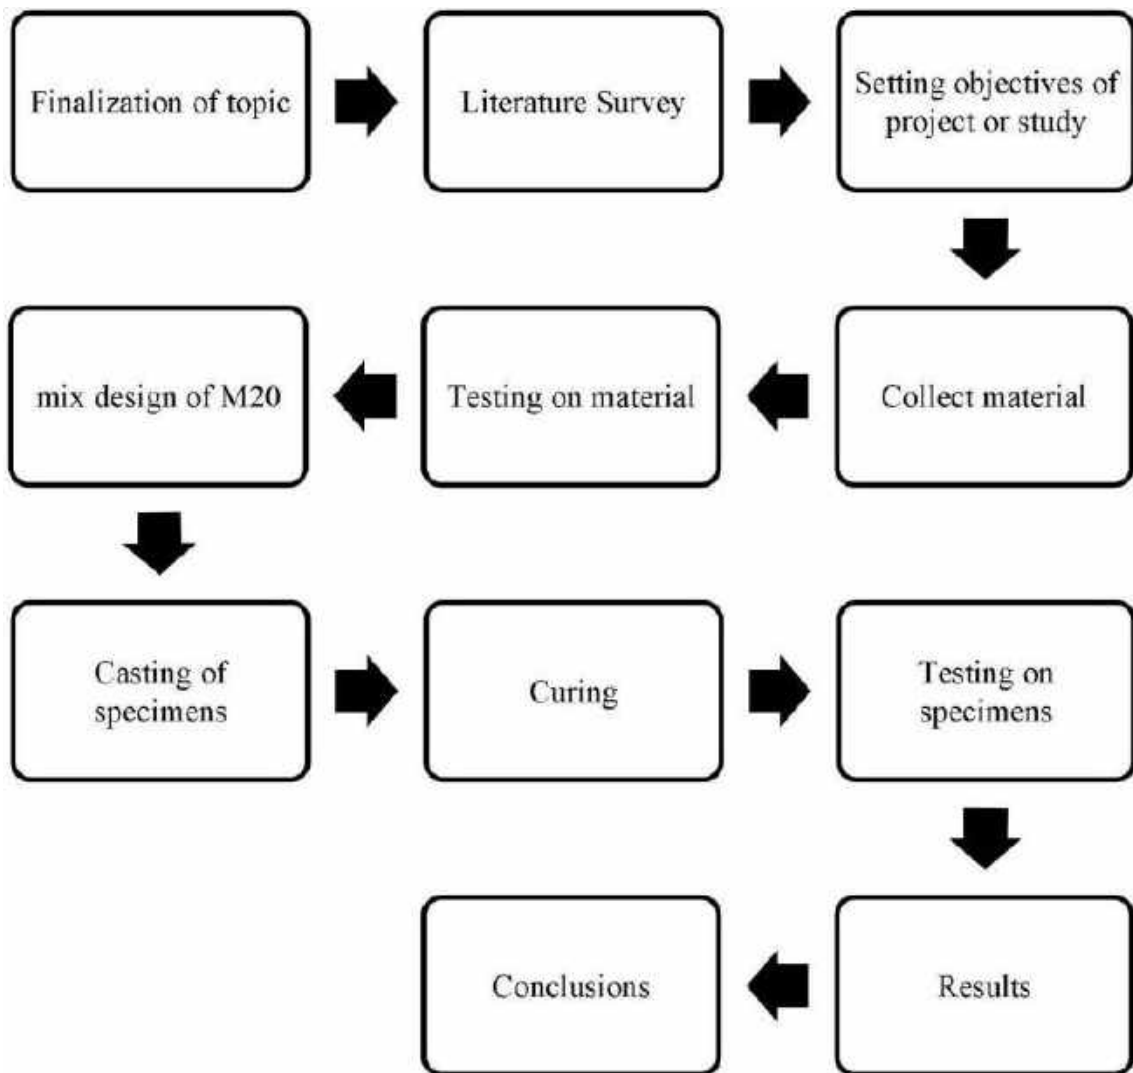 Finalization of topic
Literature Survey
Setting objectives of
project or study
Collect material
Testing on material
mix design of M20
Casting of
specimens
Curing
Testing on
specimens
Results
Conclusions